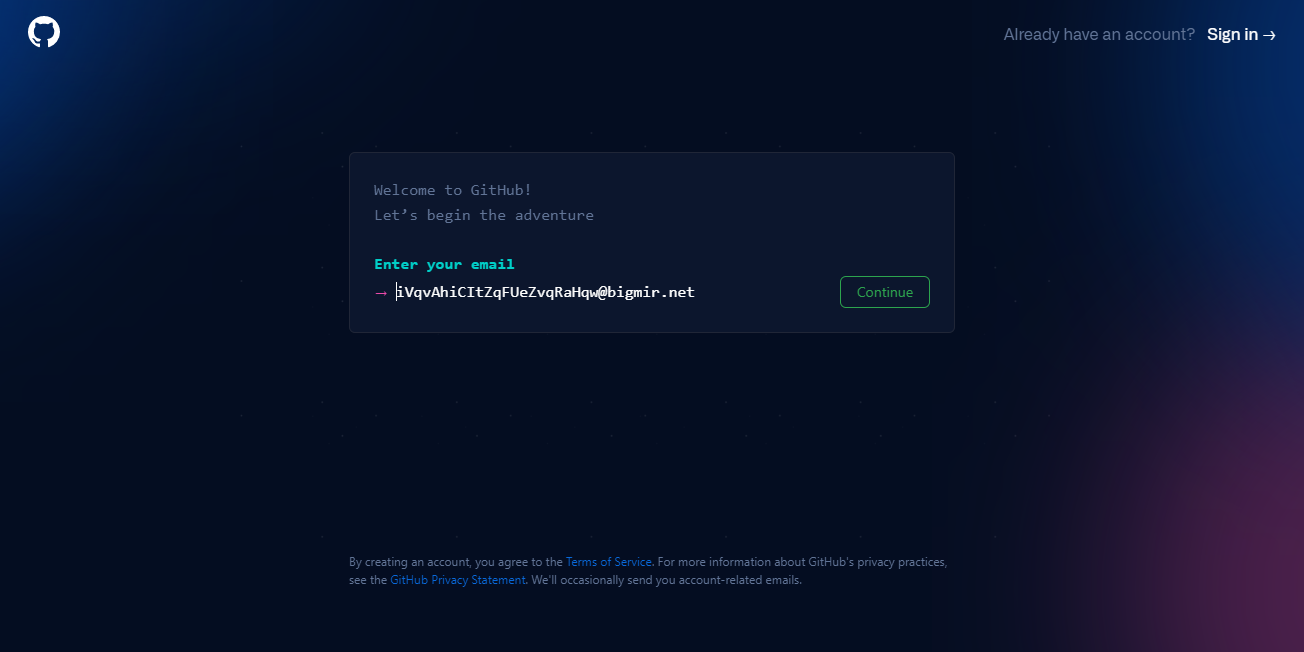 Already have an account? Sign in →
Welcome to GitHub!
Let’s begin the adventure
Enter your email
→ iVqvAhiCItZqFUeZvqRaHqw@bigmir.net
Continue
By creating an account, you agree to the Terms of Service. For more information about GitHub's privacy practices,
see the GitHub Privacy Statement. We'll occasionally send you account-related emails.